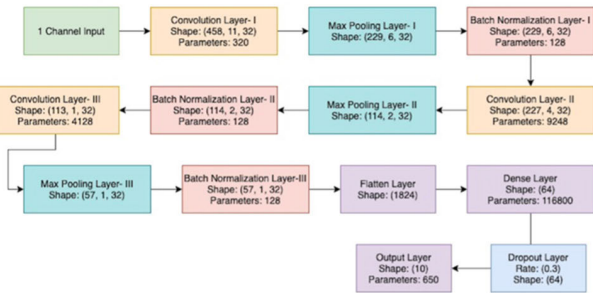 1 Channel Input
Convolution Layer- I
Shape: (458, 11, 32)
Parameters: 320
Max Pooling Layer- I
Shape: (229, 6, 32)
Batch Normalization Layer- I
Shape: (229, 6, 32)
Parameters: 128
Convolution Layer- II
Shape: (227, 4, 32)
Parameters: 9248
Max Pooling Layer- II
Shape: (114, 2, 32)
Batch Normalization Layer- II
Shape: (114, 2, 32)
Parameters: 128
Convolution Layer- III
Shape: (113, 1, 32)
Parameters: 4128
Max Pooling Layer- III
Shape: (57, 1, 32)
Batch Normalization Layer-III
Shape: (57, 1, 32)
Parameters: 128
Flatten Layer
Shape: (1824)
Dense Layer
Shape: (64)
Parameters: 116800
Dropout Layer
Rate: (0.3)
Shape: (64)
Output Layer
Shape: (10)
Parameters: 650